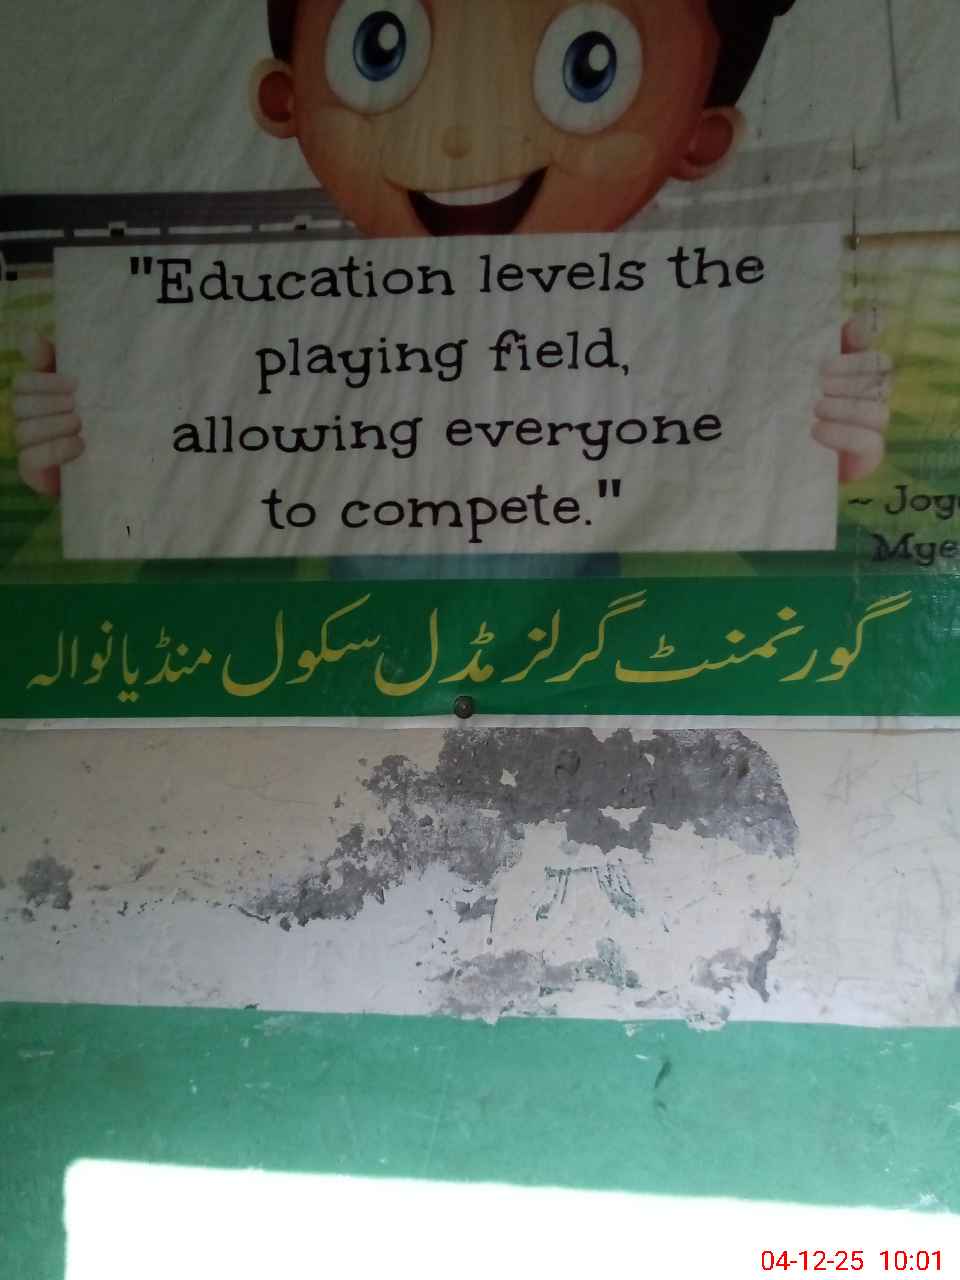 "Education levels the
playing field,
allowing everyone
to compete."
~
گورنمنٹ گرلز مڈل سکول منڈیانوالہ
04-12-25 10:01